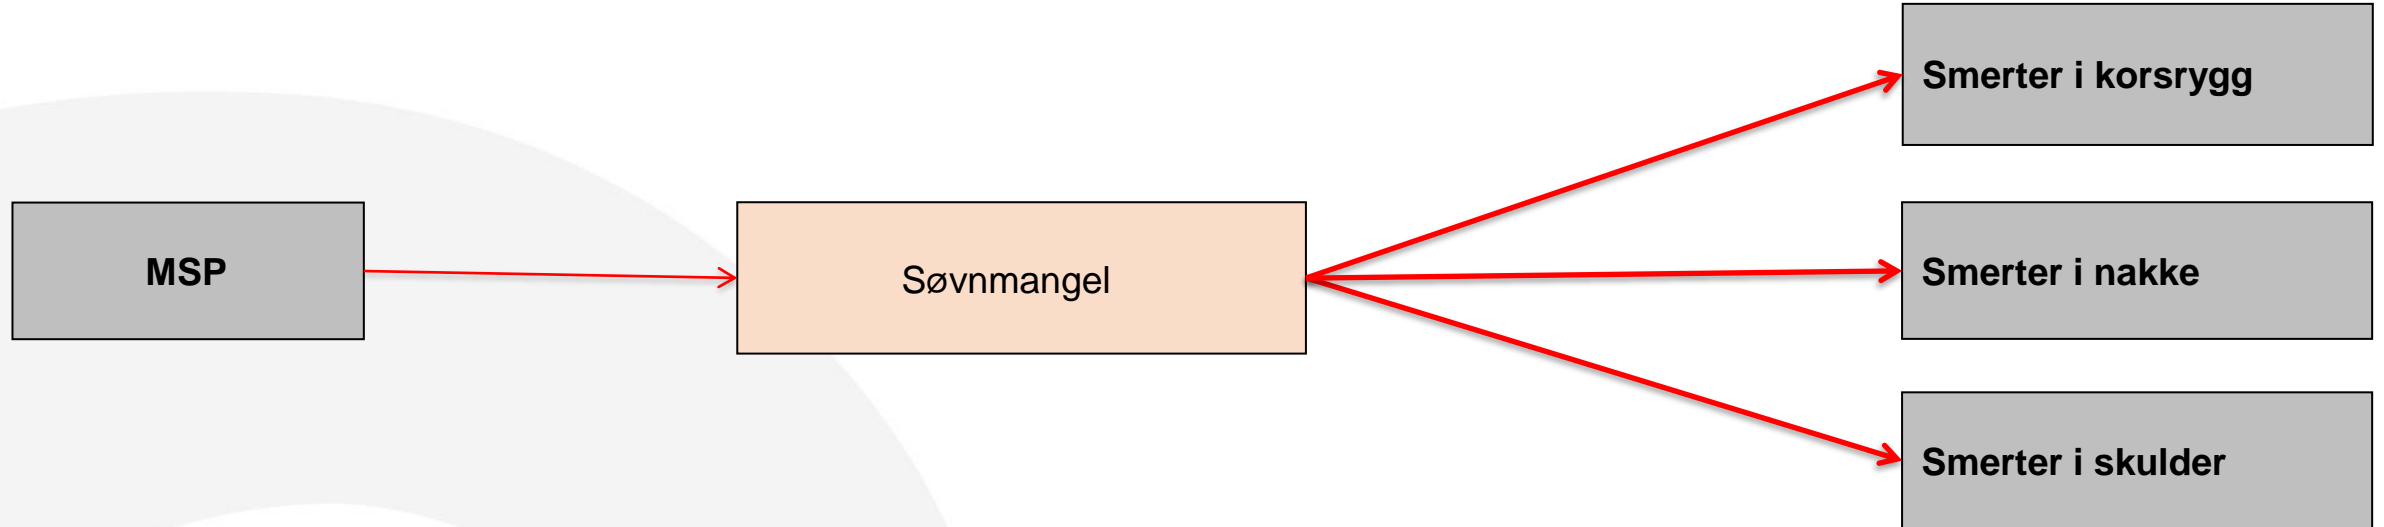 MSP
Søvnmangel
Smerter i korsrygg
Smerter i nakke
Smerter i skulder